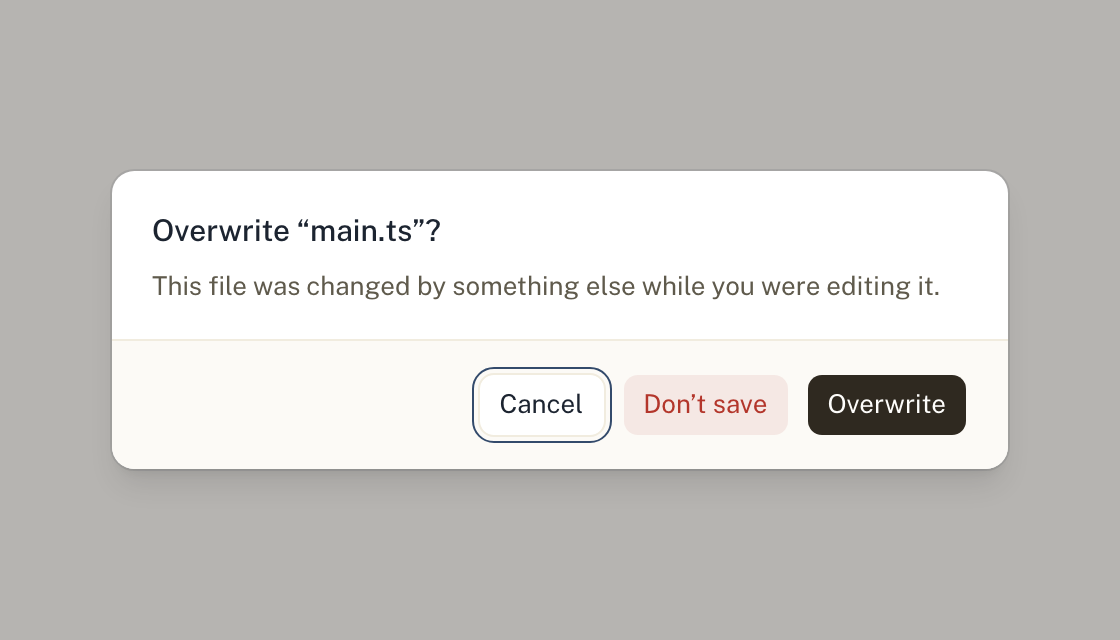 Overwrite “main.ts”?
This file was changed by something else while you were editing it.
Cancel
Don’t save
Overwrite